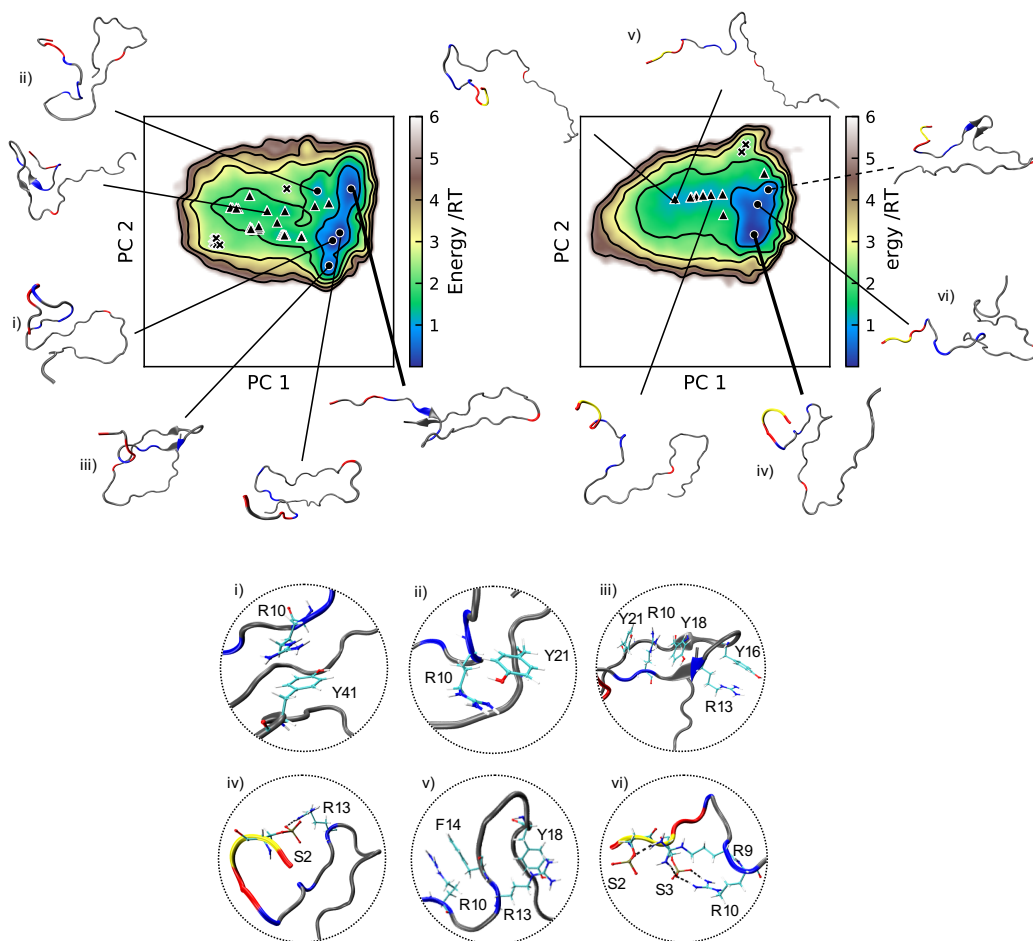 v)
ii)
6
5
4
3
2
1
Energy /RT
PC 2
PC 1
6
5
4
3
2
1
energy /RT
PC 2
PC 1
i)
vi)
iii)
iv)
i)
R10
Y41
ii)
R10
Y21
iii)
Y21
R10
Y18
Y16
R13
iv)
R13
S2
v)
F14
Y18
R10
R13
vi)
R9
S2
S3
R10